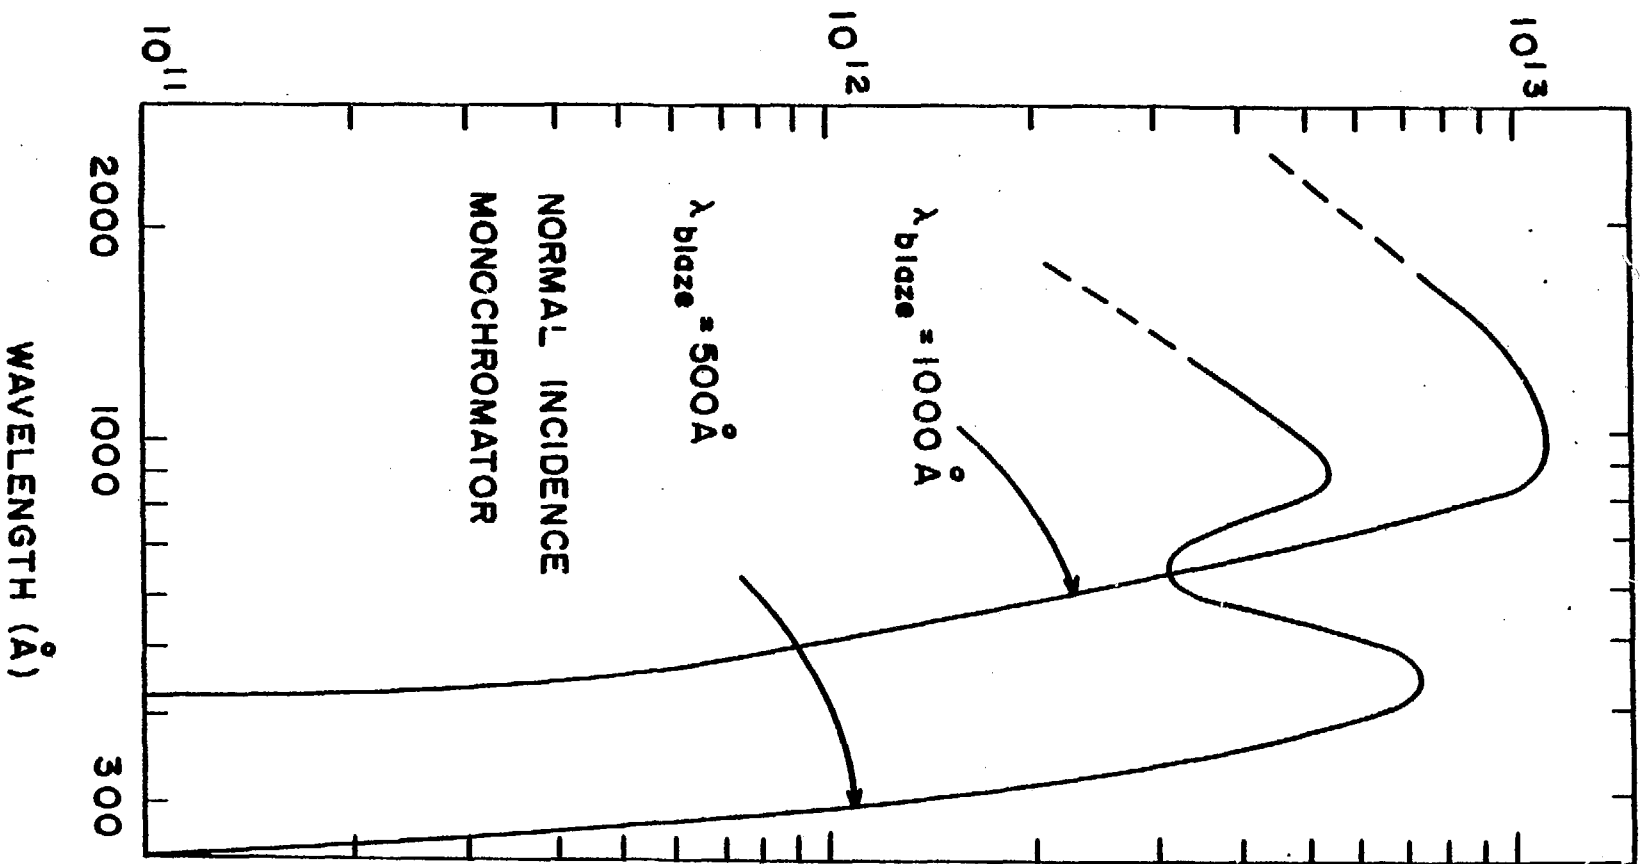 10¹³
10¹²
10¹¹
λblaze = 1000 Å
λblaze = 500 Å
NORMAL INCIDENCE
MONOCHROMATOR
2000
1000
300
WAVELENGTH (Å)